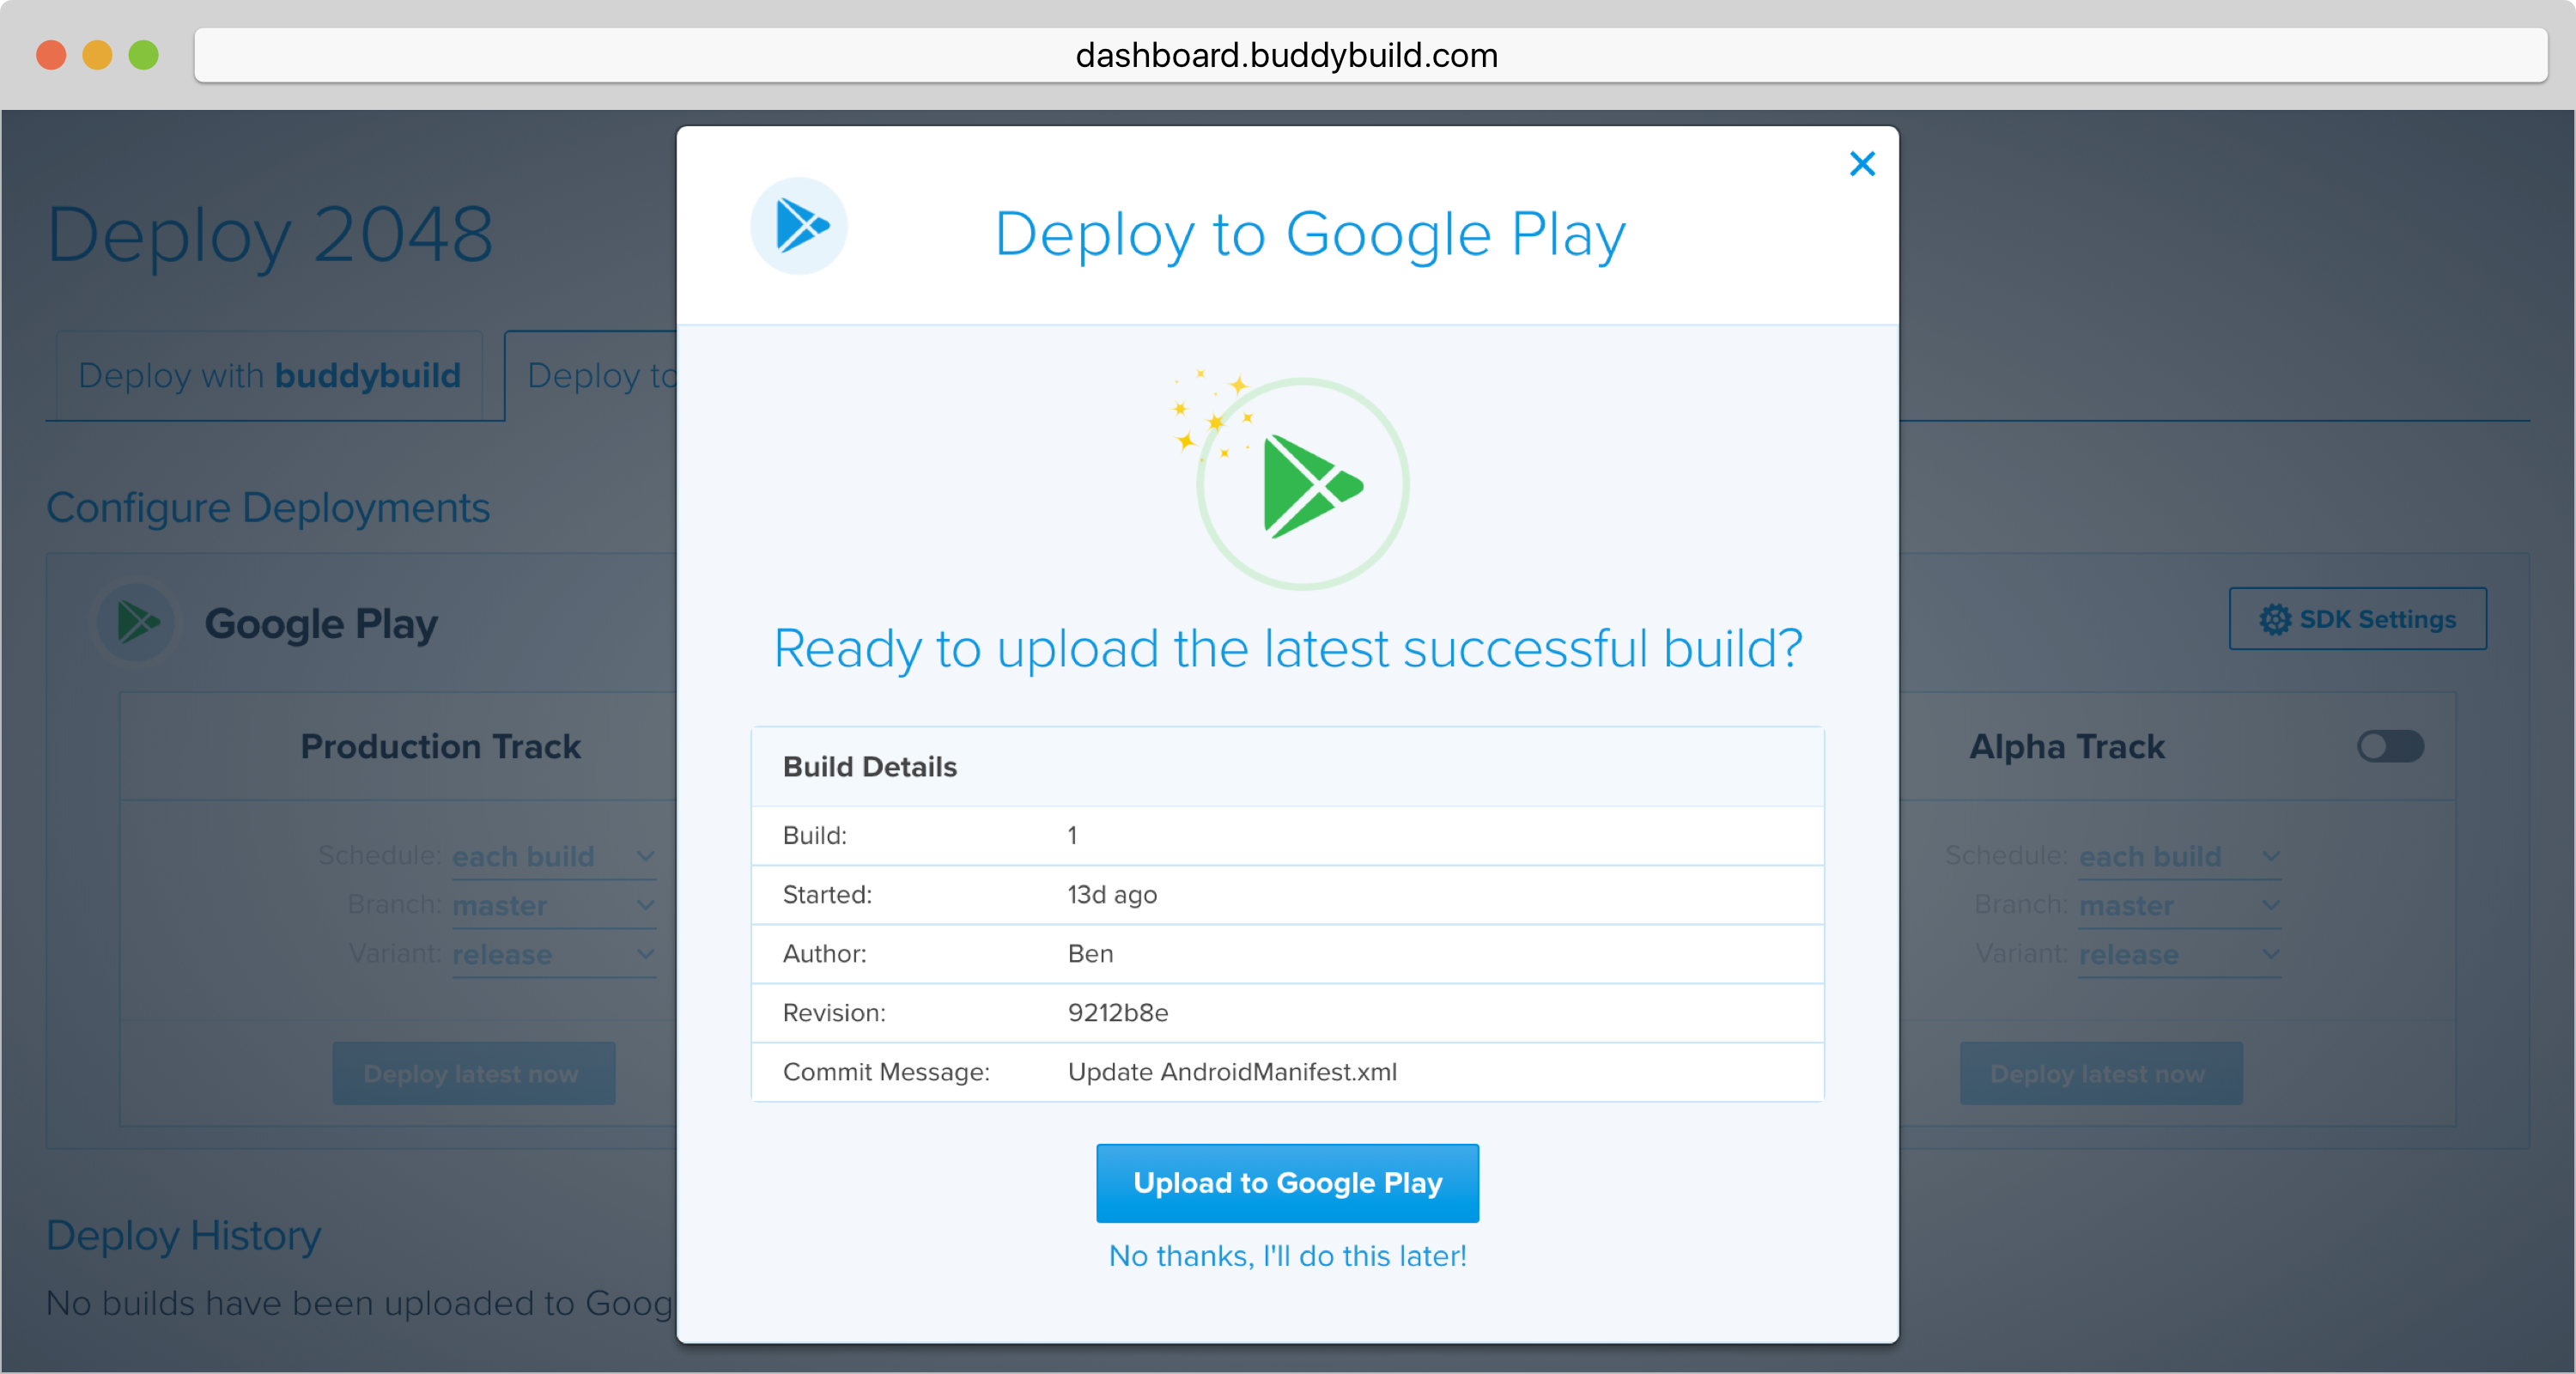 dashboard.buddybuild.com
Deploy 2048
Deploy with buddybuild
Deploy to
Configure Deployments
Google Play
SDK Settings
Production Track
Schedule: each build
Branch: master
Variant: release
Deploy latest now
Alpha Track
Schedule: each build
Branch: master
Variant: release
Deploy latest now
Deploy History
No builds have been uploaded to Goog
Deploy to Google Play
Ready to upload the latest successful build?
Build Details
Build: 1
Started: 13d ago
Author: Ben
Revision: 9212b8e
Commit Message: Update AndroidManifest.xml
Upload to Google Play
No thanks, I'll do this later!